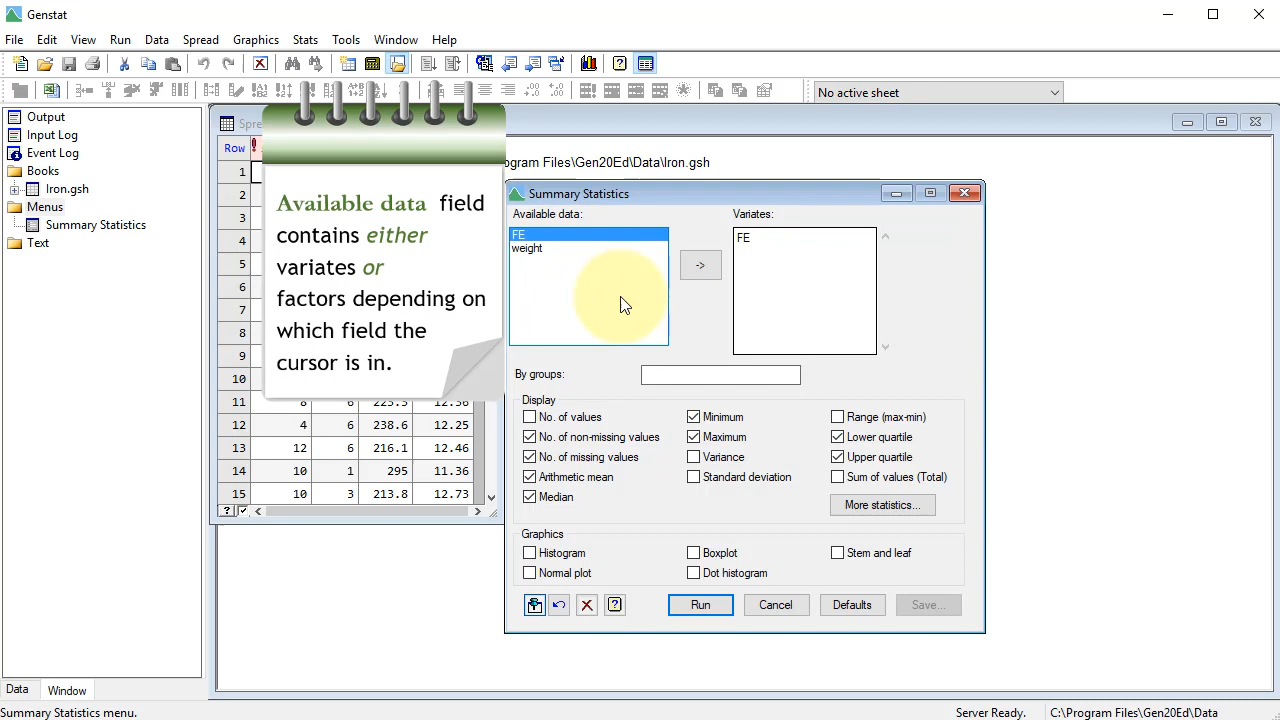 Genstat
File Edit View Run Data Spread Graphics Stats Tools Window Help
No active sheet
Output
Input Log
Event Log
Books
Iron.gsh
Menus
Summary Statistics
Text
Spre
ogram Files\Gen20Ed\Data\Iron.gsh
Row !
1
2
3
4
5
6
7
8
9
10
11 8 6 223.3 12.36
12 4 6 238.6 12.25
13 12 6 216.1 12.46
14 10 1 295 11.36
15 10 3 213.8 12.73
Available data field
contains either
variates or
factors depending on
which field the
cursor is in.
Summary Statistics
Available data: Variates:
FE
weight
->
FE
By groups:
Display
No. of values Minimum Range (max-min)
No. of non-missing values Maximum Lower quartile
No. of missing values Variance Upper quartile
Arithmetic mean Standard deviation Sum of values (Total)
Median More statistics...
Graphics
Histogram Boxplot Stem and leaf
Normal plot Dot histogram
Run Cancel Defaults Save...
Data Window
Summary Statistics menu. Server Ready. C:\Program Files\Gen20Ed\Data